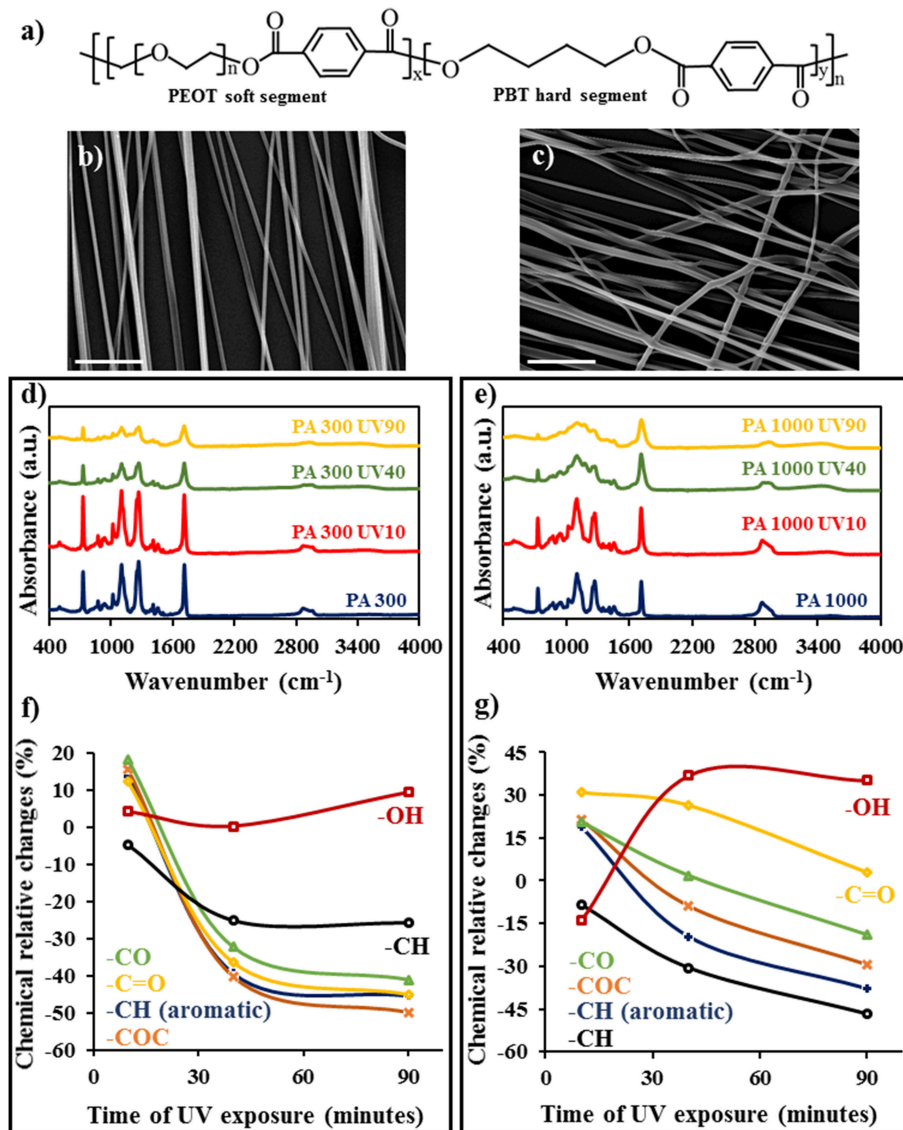 a)
O
O
O
O
n
x
O
O
O
O
y
n
PEOT soft segment
PBT hard segment
b)
c)
d)
Absorbance (a.u.)
PA 300 UV90
PA 300 UV40
PA 300 UV10
PA 300
400 1000 1600 2200 2800 3400 4000
Wavenumber (cm⁻¹)
e)
Absorbance (a.u.)
PA 1000 UV90
PA 1000 UV40
PA 1000 UV10
PA 1000
400 1000 1600 2200 2800 3400 4000
Wavenumber (cm⁻¹)
f)
Chemical relative changes (%)
20
10
0
-10
-20
-30
-40
-50
-60
-OH
-CH
-CO
-C=O
-CH (aromatic)
-COC
0 30 60 90
Time of UV exposure (minutes)
g)
Chemical relative changes (%)
45
30
15
0
-15
-30
-45
-60
-OH
-C=O
-CO
-COC
-CH (aromatic)
-CH
0 30 60 90
Time of UV exposure (minutes)